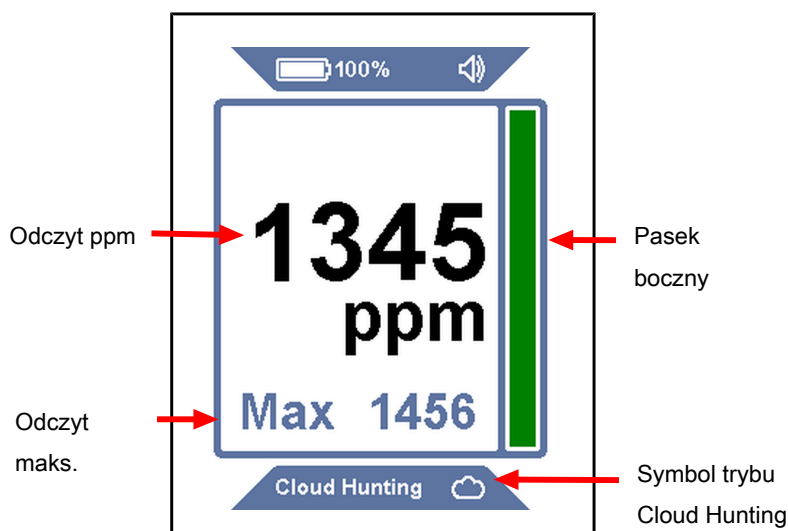 100%
Odczyt ppm
1345
ppm
Pasek
boczny
Odczyt
maks.
Max 1456
Cloud Hunting
Symbol trybu
Cloud Hunting